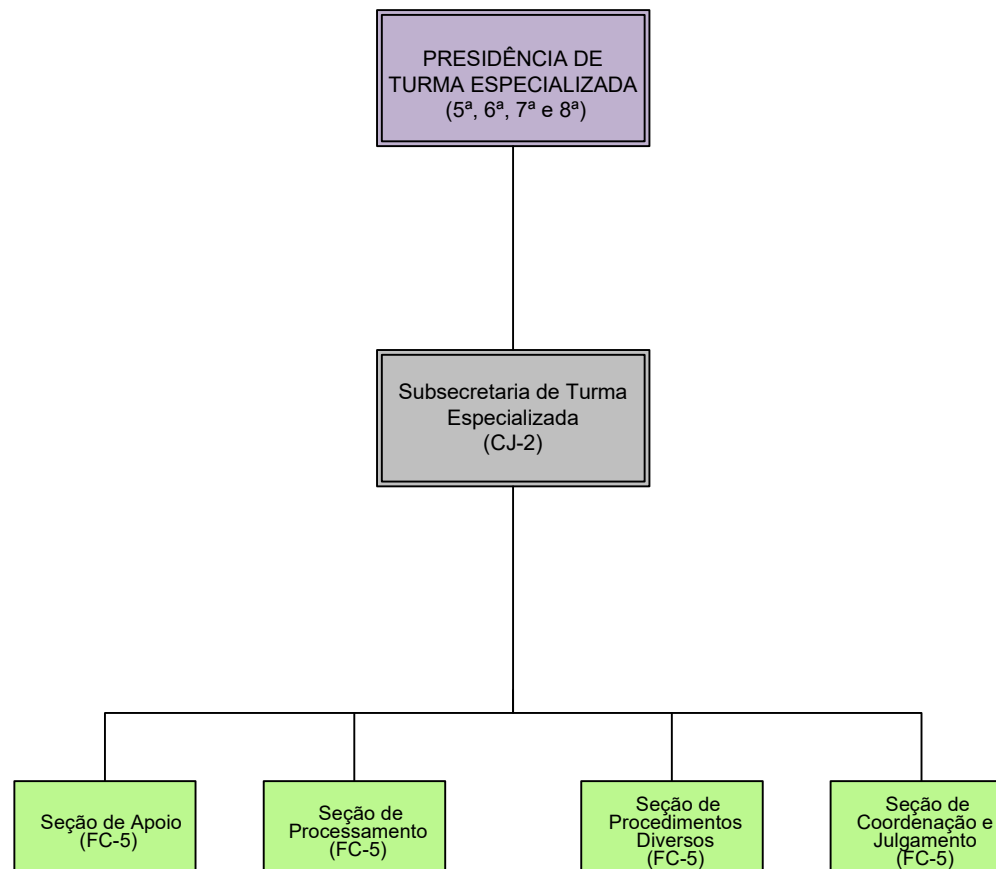 PRESIDÊNCIA DE
TURMA ESPECIALIZADA
(5ª, 6ª, 7ª e 8ª)
Subsecretaria de Turma
Especializada
(CJ-2)
Seção de Apoio
(FC-5)
Seção de
Processamento
(FC-5)
Seção de
Procedimentos
Diversos
(FC-5)
Seção de
Coordenação e
Julgamento
(FC-5)